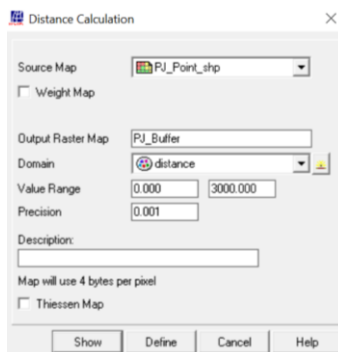 Distance Calculation
Source Map PJ_Point_shp
Weight Map
Output Raster Map PJ_Buffer
Domain distance
Value Range 0.000 3000.000
Precision 0.001
Description:
Map will use 4 bytes per pixel
Thiessen Map
Show Define Cancel Help